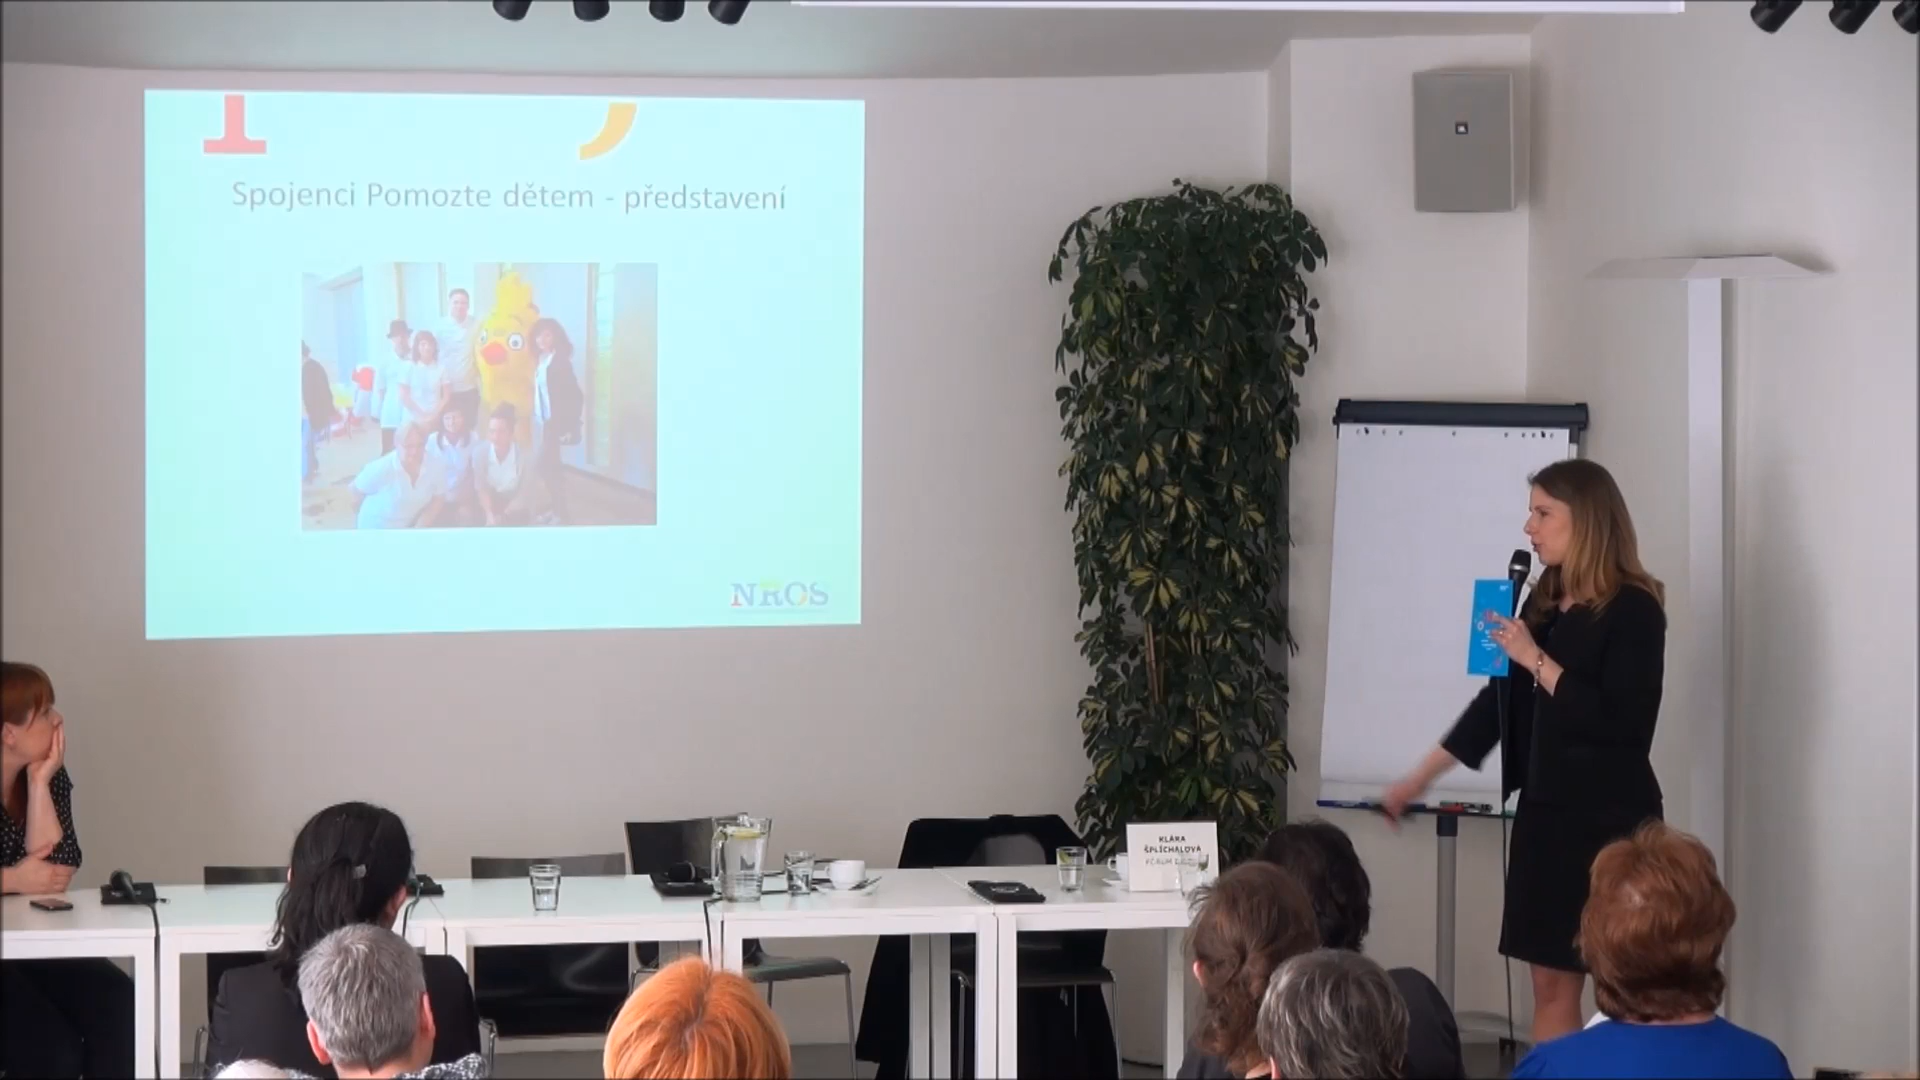 Spojenci Pomozte dětem - představení
NROS
KLÁRA
ŠPLÍCHALOVÁ